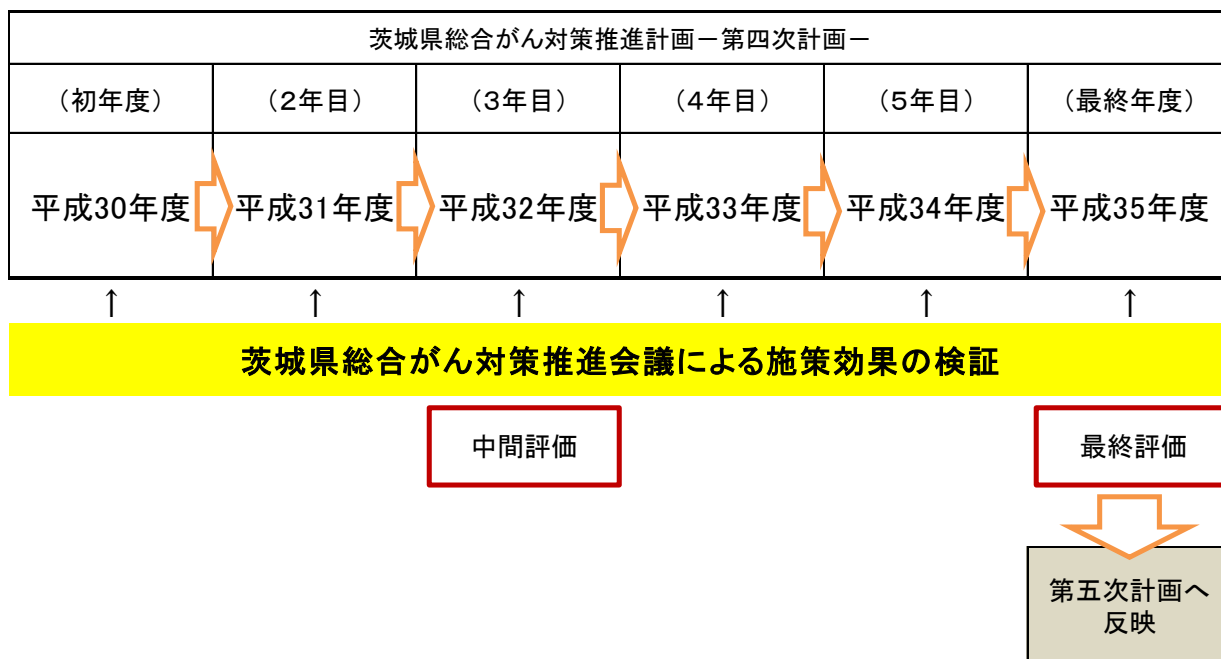 茨城県総合がん対策推進計画－第四次計画－
（初年度） （２年目） （３年目） （４年目） （５年目） （最終年度）
平成30年度 平成31年度 平成32年度 平成33年度 平成34年度 平成35年度
↑ ↑ ↑ ↑ ↑ ↑
茨城県総合がん対策推進会議による施策効果の検証
中間評価 最終評価
第五次計画へ
反映